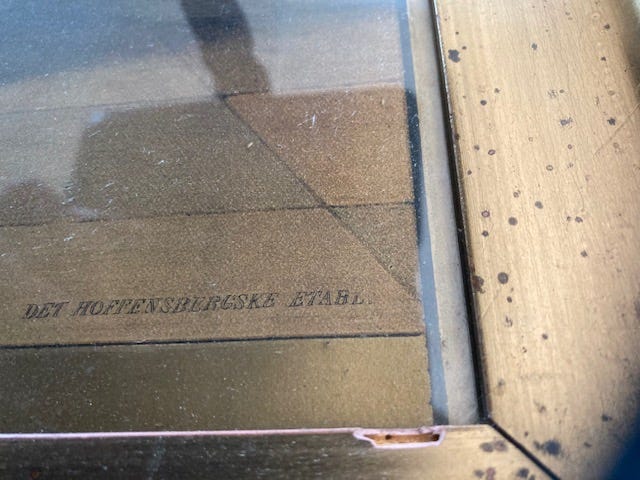 DET HOFFENSBERGSKE ETABL.